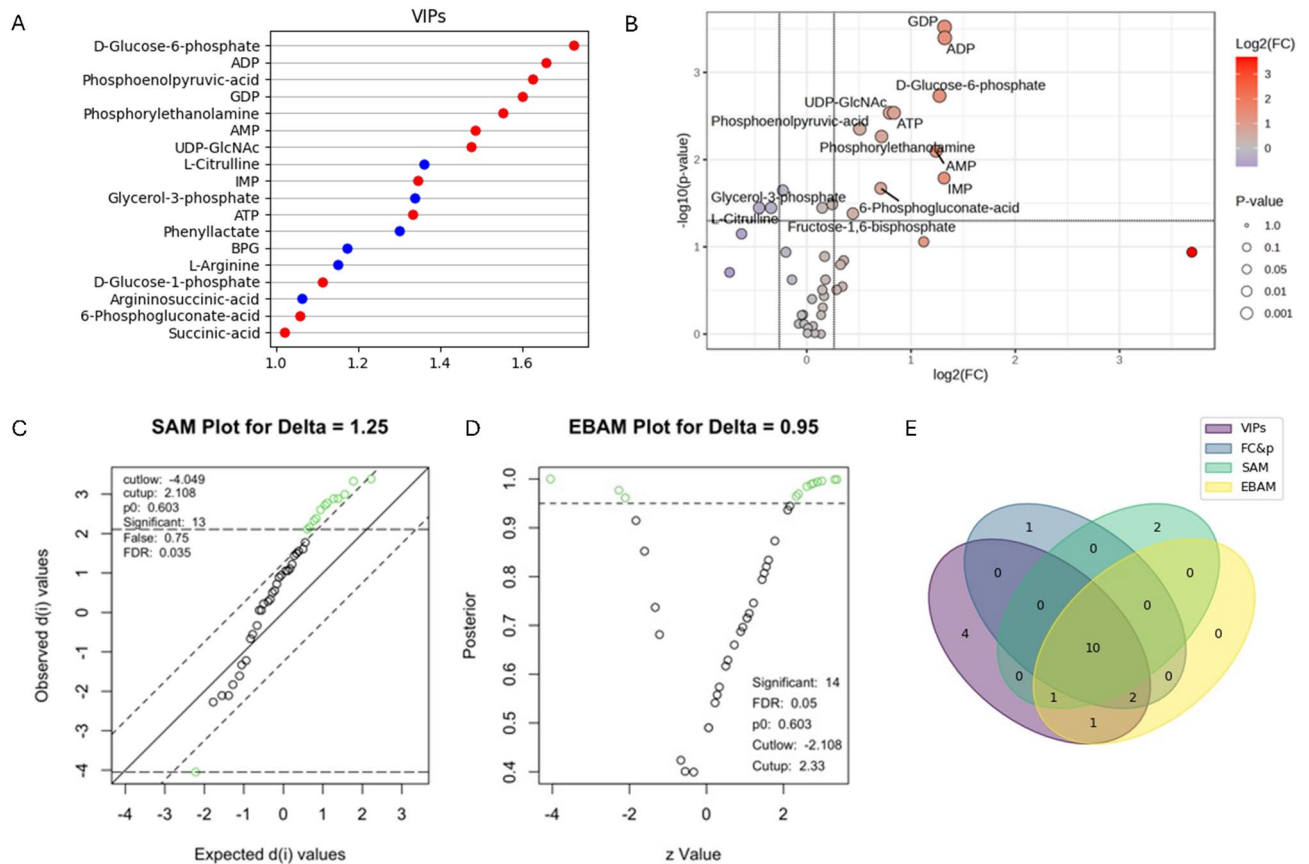 A
VIPs
D-Glucose-6-phosphate
ADP
Phosphoenolpyruvic-acid
GDP
Phosphorylethanolamine
AMP
UDP-GlcNAc
L-Citrulline
IMP
Glycerol-3-phosphate
ATP
Phenyllactate
BPG
L-Arginine
D-Glucose-1-phosphate
Argininosuccinic-acid
6-Phosphogluconate-acid
Succinic-acid
1.0 1.2 1.4 1.6
B
GDP
ADP
D-Glucose-6-phosphate
UDP-GlcNAc
ATP
Phosphoenolpyruvic-acid
Phosphorylethanolamine
AMP
IMP
Glycerol-3-phosphate
6-Phosphogluconate-acid
L-Citrulline
Fructose-1,6-bisphosphate
-log10(p-value)
3
2
1
0
0 1 2 3
log2(FC)
Log2(FC)
3
2
1
0
P-value
1.0
0.1
0.05
0.01
0.001
C
SAM Plot for Delta = 1.25
cutlow: -4.049
cutup: 2.108
p0: 0.603
Significant: 13
False: 0.75
FDR: 0.035
Observed d(i) values
3
2
1
0
-1
-2
-3
-4
-4 -3 -2 -1 0 1 2 3
Expected d(i) values
D
EBAM Plot for Delta = 0.95
Posterior
1.0
0.9
0.8
0.7
0.6
0.5
0.4
Significant: 14
FDR: 0.05
p0: 0.603
Cutlow: -2.108
Cutup: 2.33
-4 -2 0 2
z Value
E
VIPs
FC&p
SAM
EBAM
1 2
0
0 0
0 0
4 0
10
0 0
1 2
1